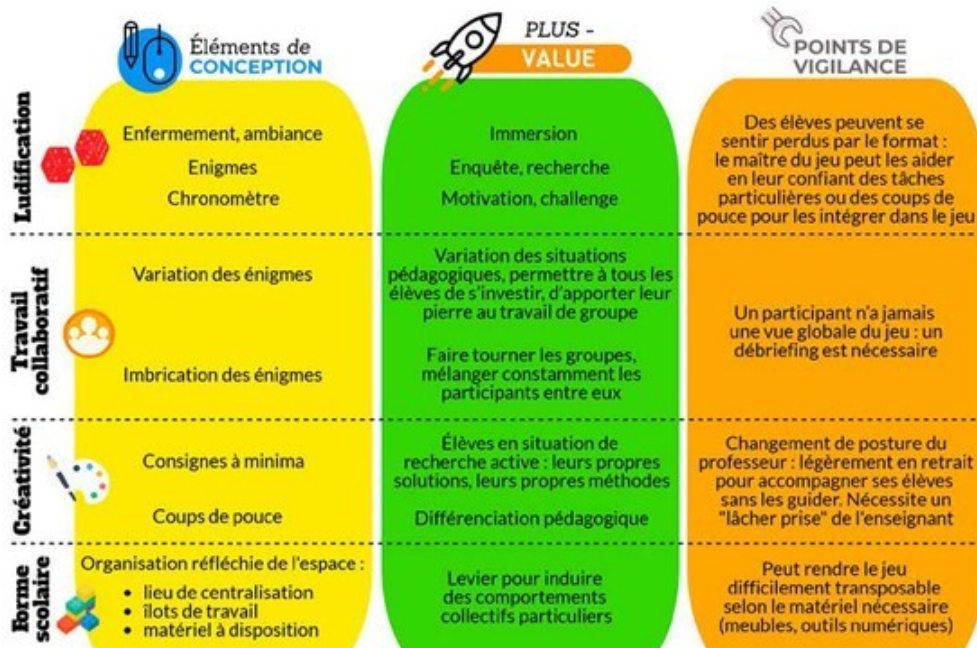 Éléments de
CONCEPTION
PLUS -
VALUE
POINTS DE
VIGILANCE
Ludification
Enfermement, ambiance
Enigmes
Chronomètre
Immersion
Enquête, recherche
Motivation, challenge
Des élèves peuvent se
sentir perdus par le format :
le maître du jeu peut les aider
en leur confiant des tâches
particulières ou des coups de
pouce pour les intégrer dans le jeu
Travail
collaboratif
Variation des énigmes
Imbrication des énigmes
Variation des situations
pédagogiques, permettre à tous les
élèves de s'investir, d'apporter leur
pierre au travail de groupe
Faire tourner les groupes,
mélanger constamment les
participants entre eux
Un participant n'a jamais
une vue globale du jeu : un
débriefing est nécessaire
Créativité
Consignes à minima
Coups de pouce
Élèves en situation de
recherche active : leurs propres
solutions, leurs propres méthodes
Différenciation pédagogique
Changement de posture du
professeur : légèrement en retrait
pour accompagner ses élèves
sans les guider. Nécessite un
"lâcher prise" de l'enseignant
Forme
scolaire
Organisation réfléchie de l'espace :
• lieu de centralisation
• îlots de travail
• matériel à disposition
Levier pour induire
des comportements
collectifs particuliers
Peut rendre le jeu
difficilement transposable
selon le matériel nécessaire
(meubles, outils numériques)